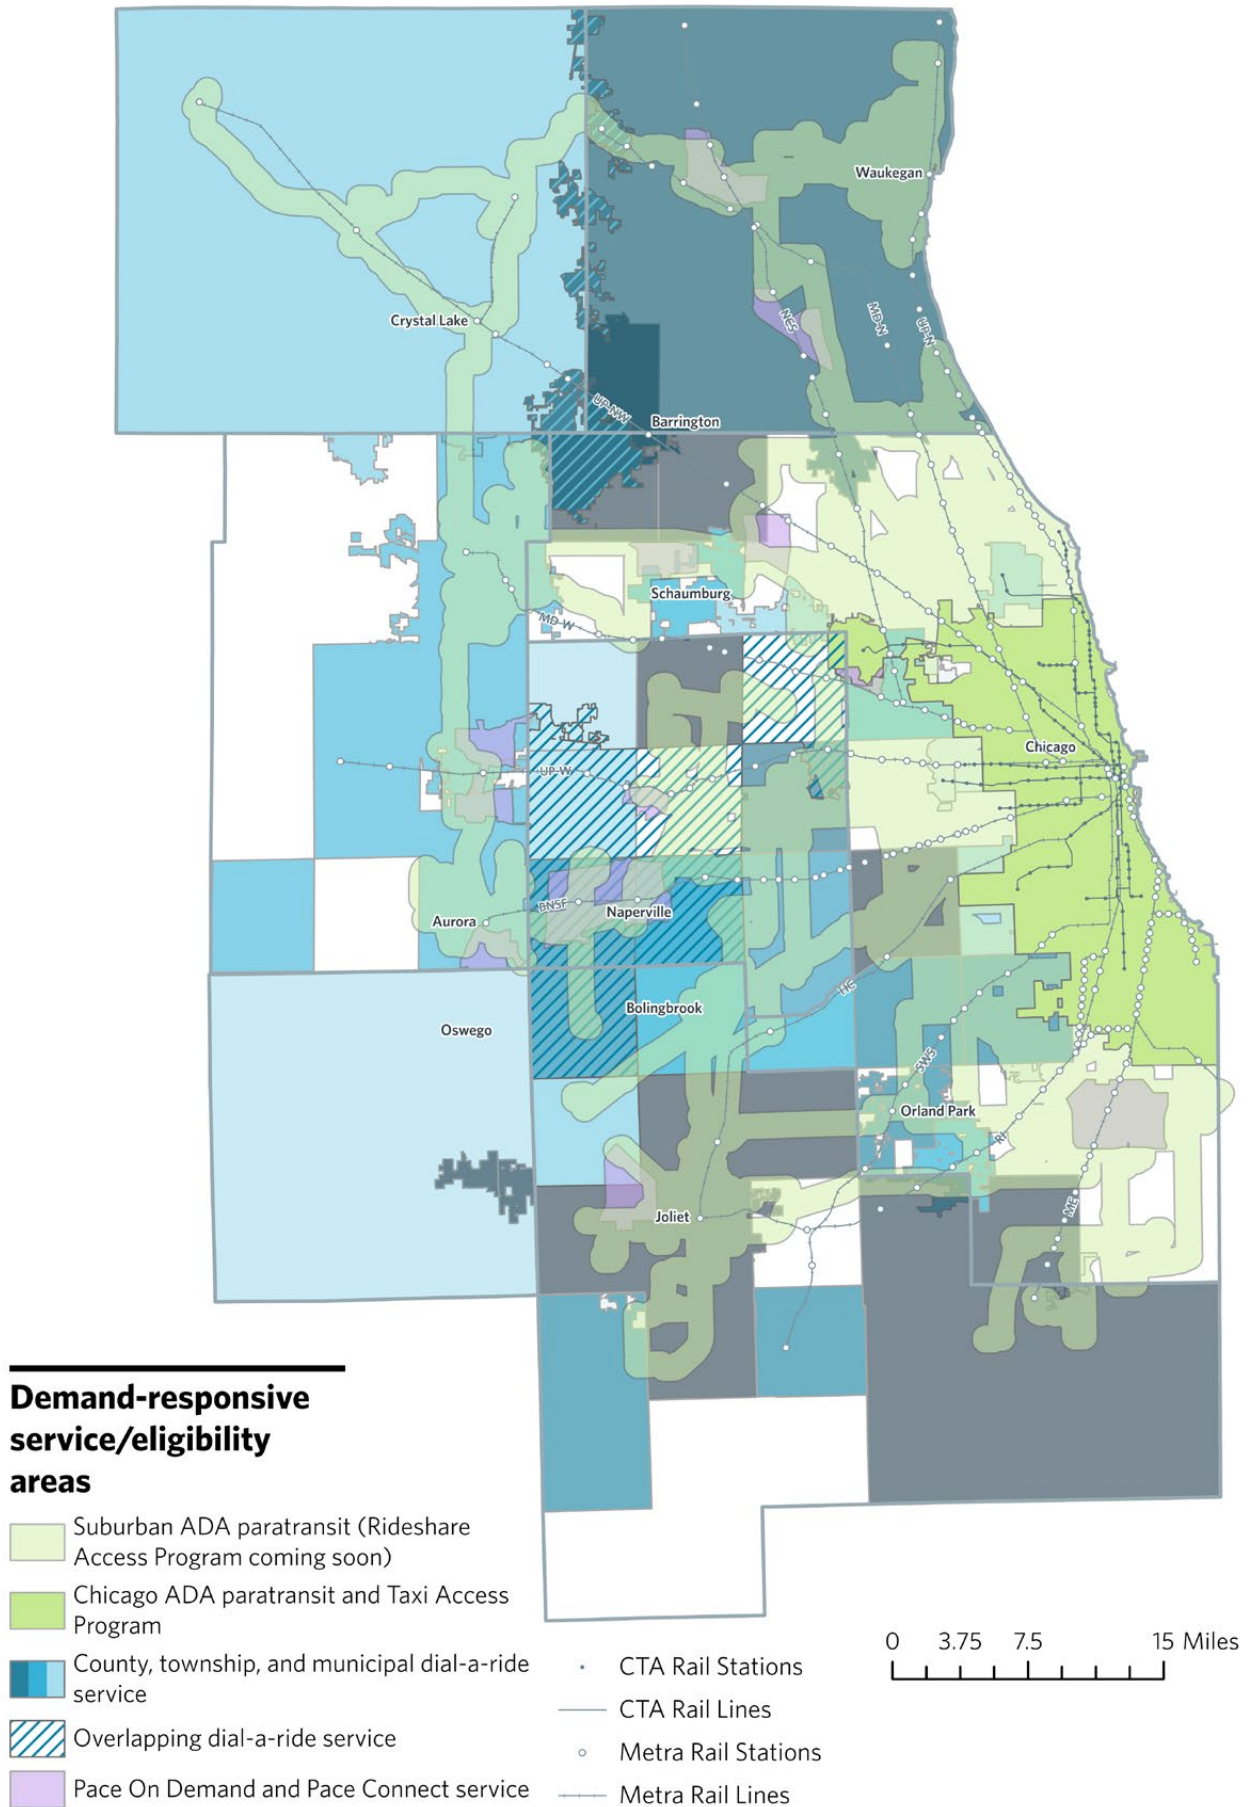 Waukegan
NCS
MD-N
UP-N
Crystal Lake
UP-NW
Barrington
Schaumburg
MD-W
Chicago
UP-W
Aurora
BNSF
Naperville
HC
Oswego
Bolingbrook
SWS
Orland Park
RI
Joliet
ME
Demand-responsive
service/eligibility
areas
Suburban ADA paratransit (Rideshare
Access Program coming soon)
Chicago ADA paratransit and Taxi Access
Program
County, township, and municipal dial-a-ride
service
Overlapping dial-a-ride service
Pace On Demand and Pace Connect service
CTA Rail Stations
CTA Rail Lines
Metra Rail Stations
Metra Rail Lines
0 3.75 7.5 15 Miles